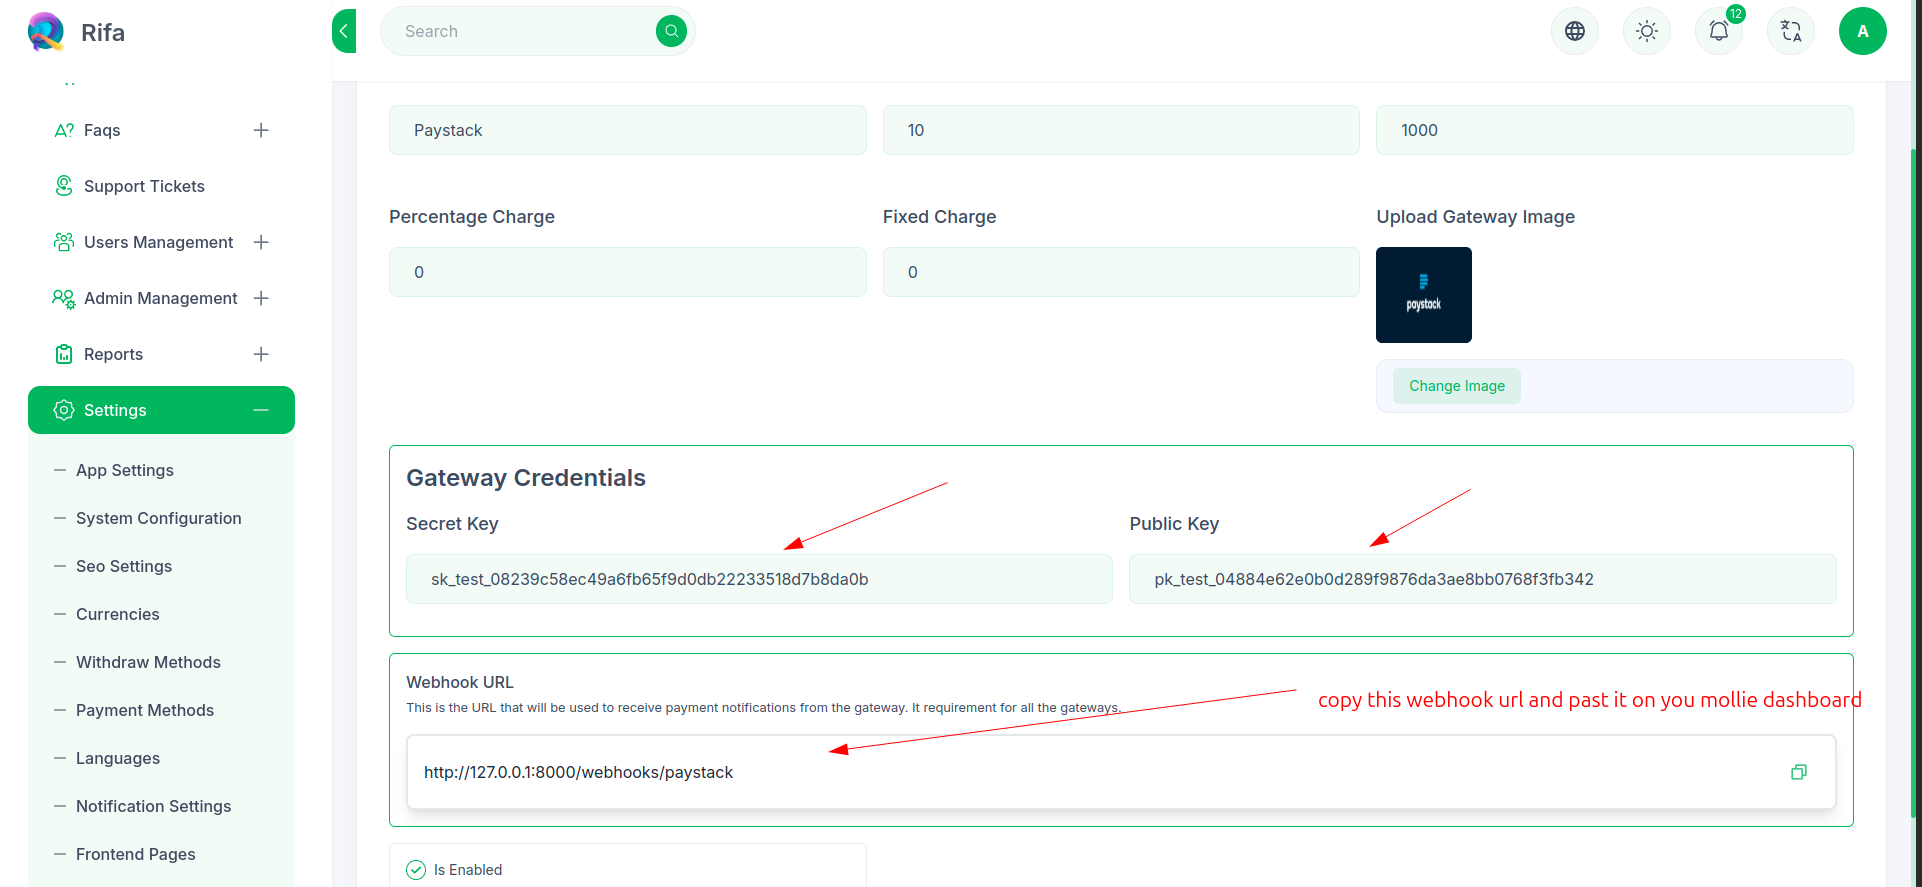 Rifa
Search
12
A
Faqs
Support Tickets
Users Management
Admin Management
Reports
Settings
App Settings
System Configuration
Seo Settings
Currencies
Withdraw Methods
Payment Methods
Languages
Notification Settings
Frontend Pages
Paystack
10
1000
Percentage Charge
Fixed Charge
Upload Gateway Image
0
0
paystack
Change Image
Gateway Credentials
Secret Key
Public Key
sk_test_08239c58ec49a6fb65f9d0db22233518d7b8da0b
pk_test_04884e62e0b0d289f9876da3ae8bb0768f3fb342
Webhook URL
This is the URL that will be used to receive payment notifications from the gateway. It requirement for all the gateways.
copy this webhook url and past it on you mollie dashboard
http://127.0.0.1:8000/webhooks/paystack
Is Enabled